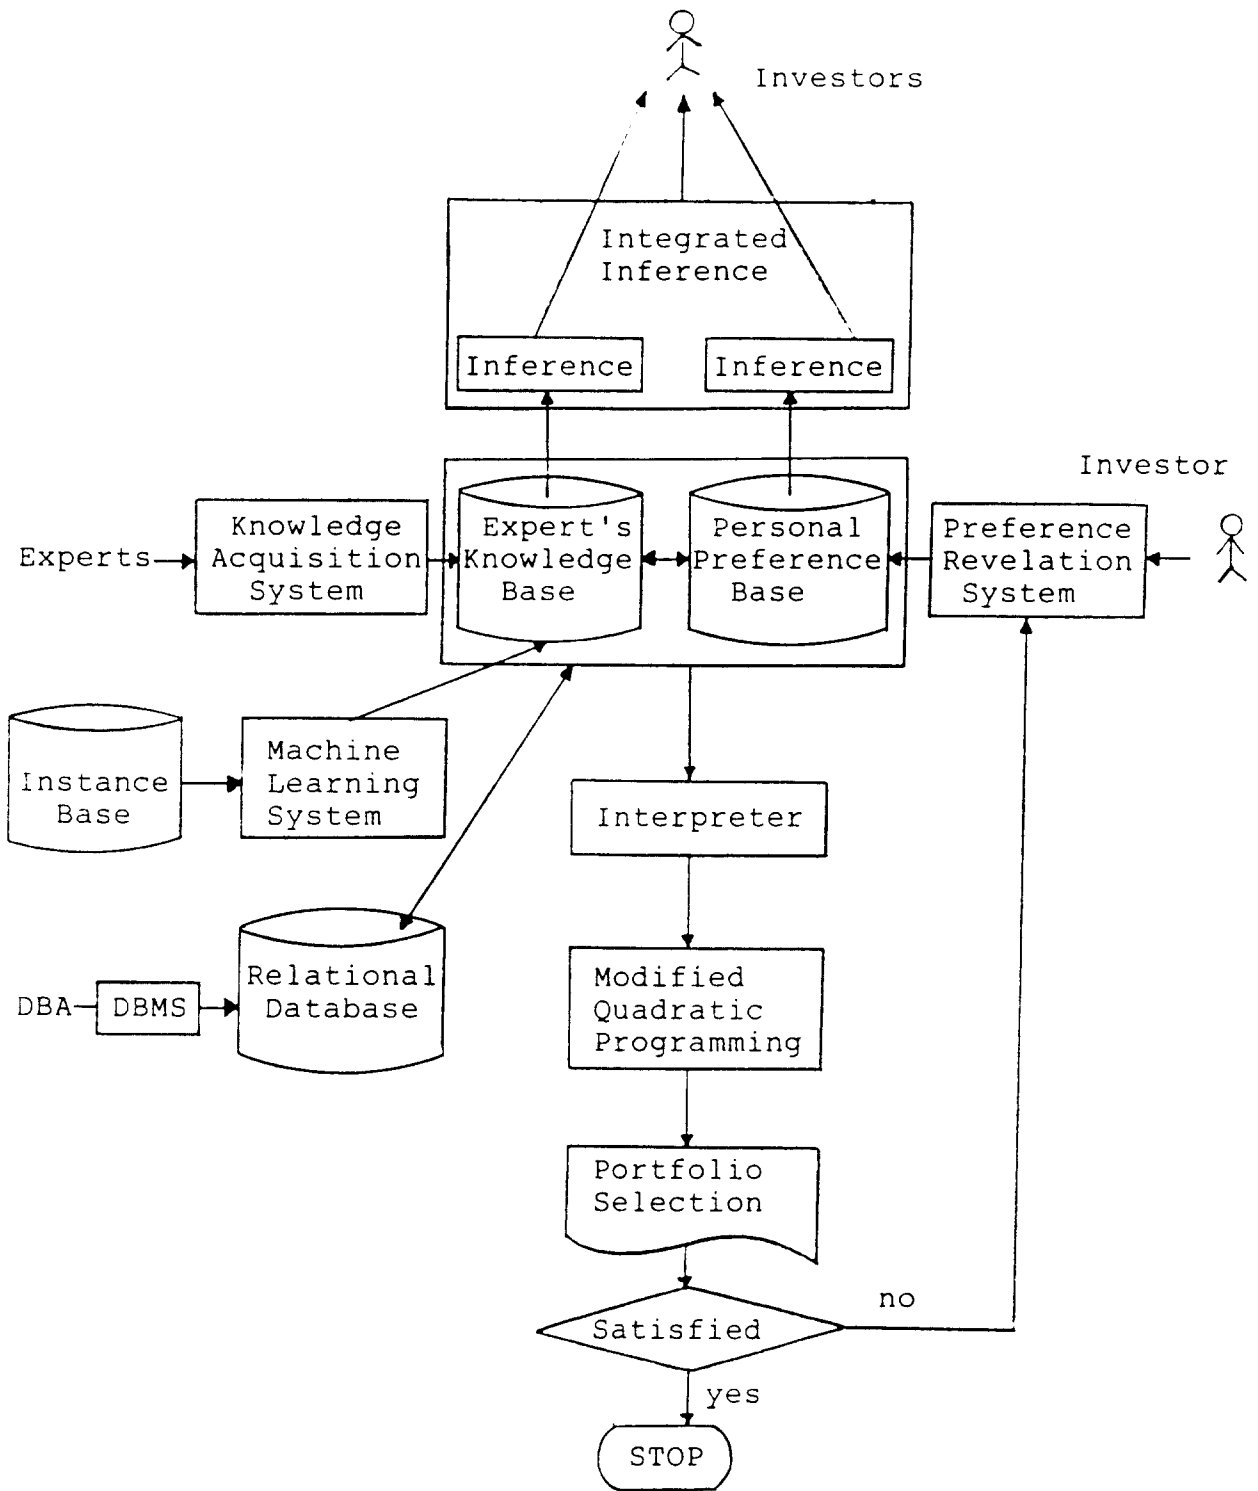 Investors
Integrated
Inference
Inference
Inference
Investor
Experts
Knowledge
Acquisition
System
Expert's
Knowledge
Base
Personal
Preference
Base
Preference
Revelation
System
Instance
Base
Machine
Learning
System
Interpreter
DBA
DBMS
Relational
Database
Modified
Quadratic
Programming
Portfolio
Selection
Satisfied
no
yes
STOP